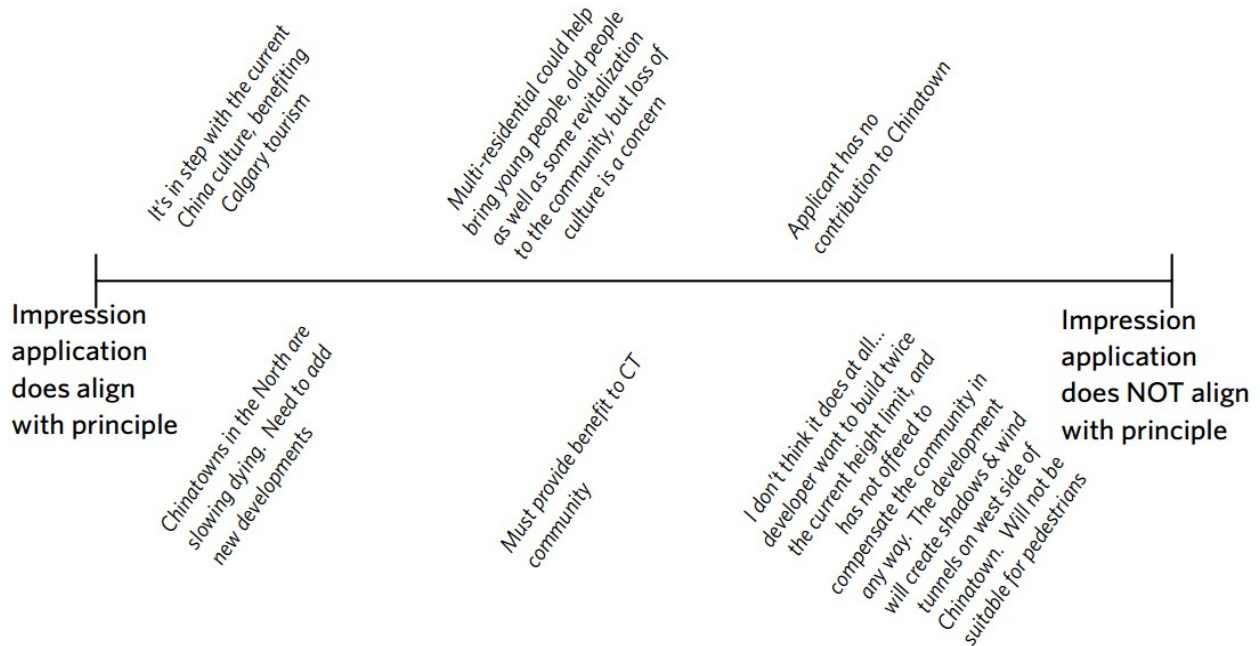 It's in step with the current
China culture, benefiting
Calgary tourism
Multi-residential could help
bring young people, old people
as well as some revitalization
to the community, but loss of
culture is a concern
Applicant has no
contribution to Chinatown
Impression
application
does align
with principle
Impression
application
does NOT align
with principle
Chinatowns in the North are
slowing dying. Need to add
new developments
Must provide benefit to CT
community
I don't think it does at all...
developer want to build twice
the current height limit, and
has not offered to
compensate the community in
any way. The development
will create shadows & wind
tunnels on west side of
Chinatown. Will not be
suitable for pedestrians